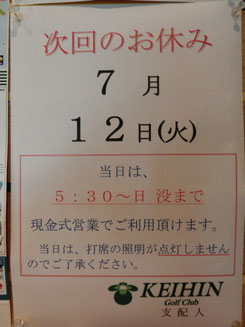 次回のお休み
7 月
12日(火)
当日は、
5：30～日 没まで
現金式営業でご利用頂けます。
当日は、打席の照明が点灯しません
のでご了承ください。
KEIHIN
Golf Club
支 配 人